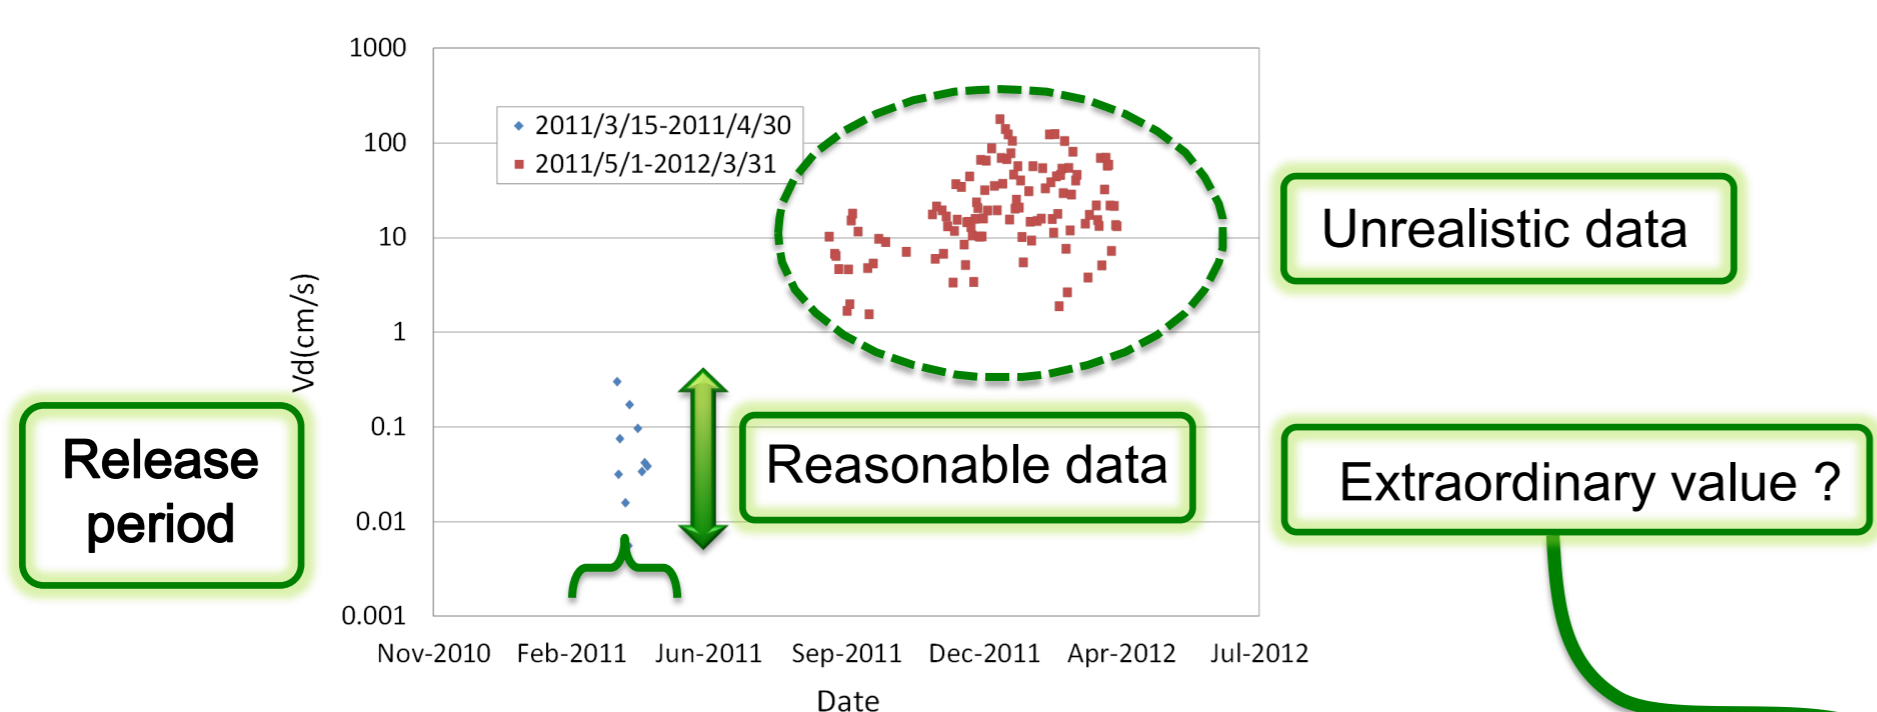 1000
100
10
1
0.1
0.01
0.001
Vd(cm/s)
2011/3/15-2011/4/30
2011/5/1-2012/3/31
Unrealistic data
Release
period
Reasonable data
Extraordinary value ?
Nov-2010 Feb-2011 Jun-2011 Sep-2011 Dec-2011 Apr-2012 Jul-2012
Date